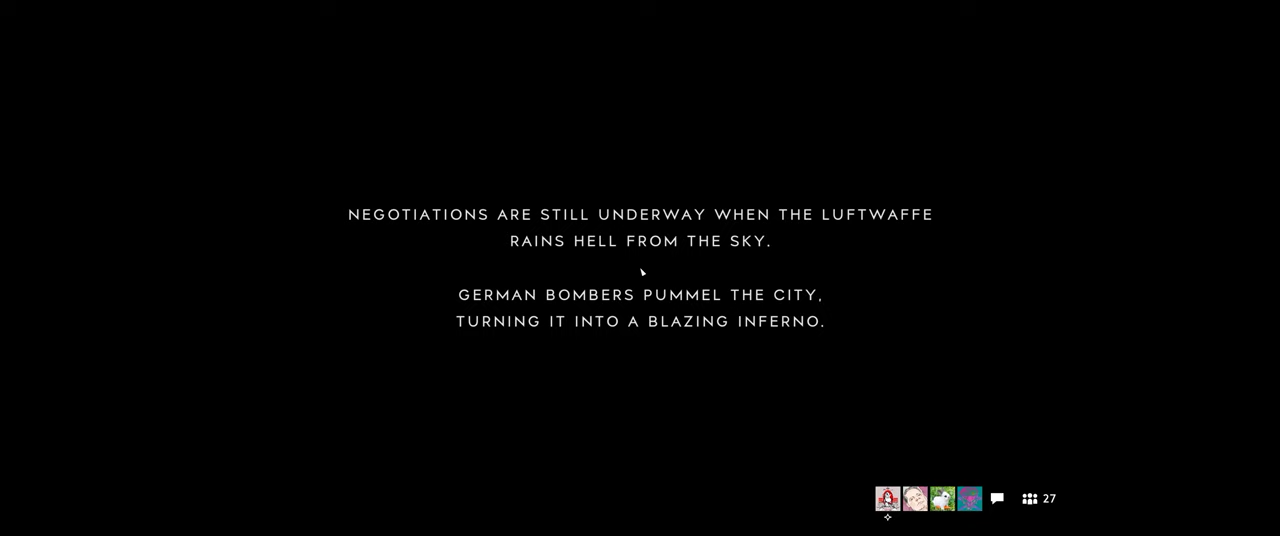 NEGOTIATIONS ARE STILL UNDERWAY WHEN THE LUFTWAFFE
RAINS HELL FROM THE SKY.
GERMAN BOMBERS PUMMEL THE CITY,
TURNING IT INTO A BLAZING INFERNO.
27